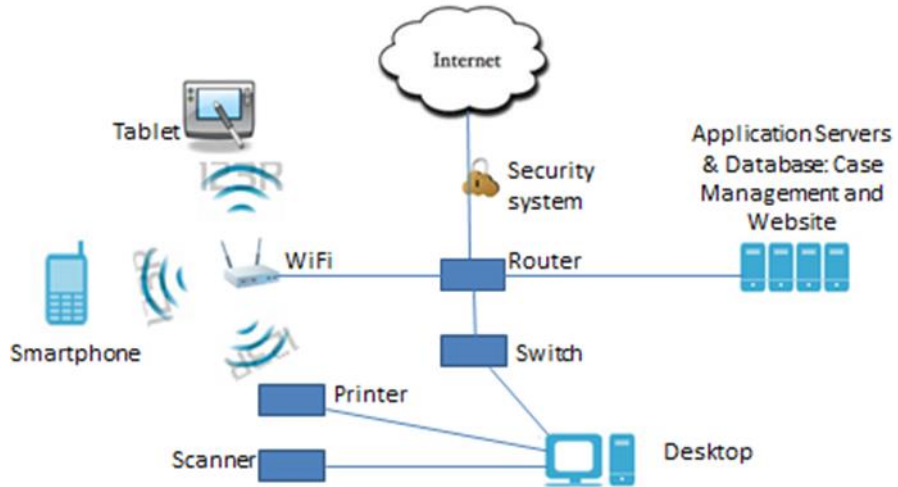 Internet
Tablet
Security
system
Application Servers
& Database: Case
Management and
Website
WiFi
Router
Smartphone
Switch
Printer
Scanner
Desktop